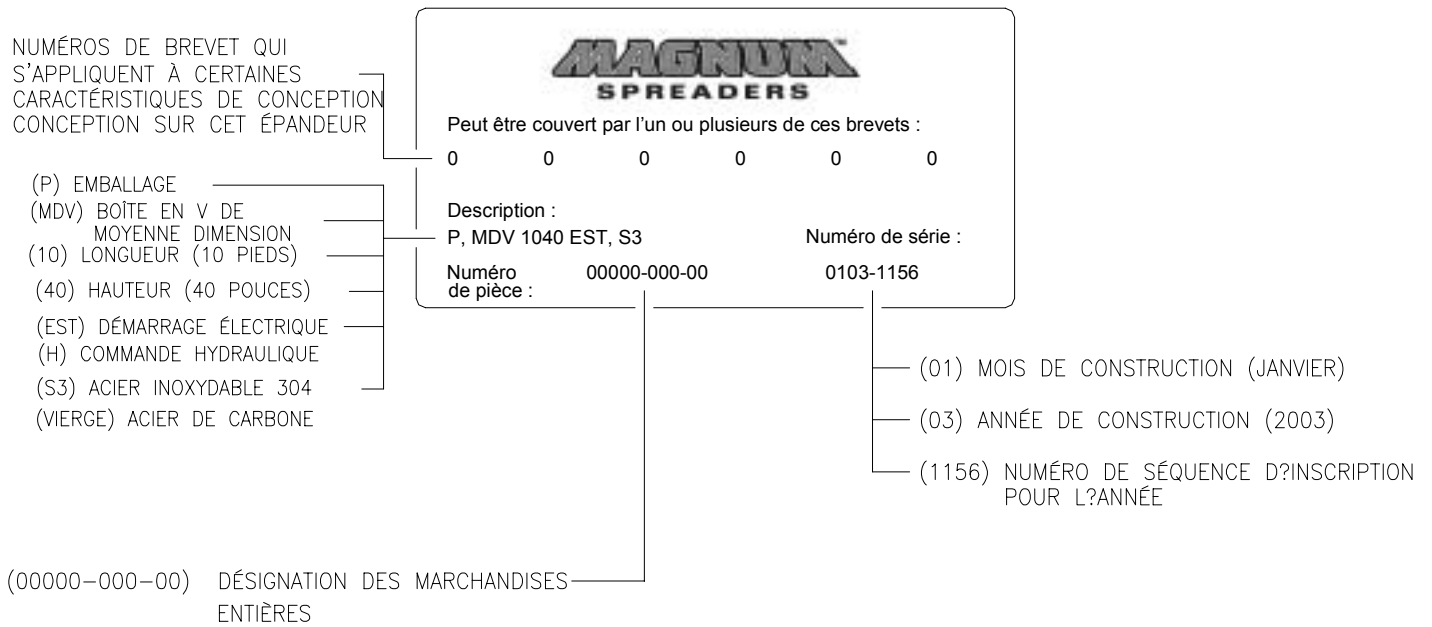 NUMÉROS DE BREVET QUI
S'APPLIQUENT À CERTAINES
CARACTÉRISTIQUES DE CONCEPTION
CONCEPTION SUR CET ÉPANDEUR
(P) EMBALLAGE
(MDV) BOÎTE EN V DE
MOYENNE DIMENSION
(10) LONGUEUR (10 PIEDS)
(40) HAUTEUR (40 POUCES)
(EST) DÉMARRAGE ÉLECTRIQUE
(H) COMMANDE HYDRAULIQUE
(S3) ACIER INOXYDABLE 304
(VIERGE) ACIER DE CARBONE
MAGNUM™
SPREADERS
Peut être couvert par l'un ou plusieurs de ces brevets :
0 0 0 0 0 0
Description :
P, MDV 1040 EST, S3 Numéro de série :
Numéro 00000-000-00 0103-1156
de pièce :
(01) MOIS DE CONSTRUCTION (JANVIER)
(03) ANNÉE DE CONSTRUCTION (2003)
(1156) NUMÉRO DE SÉQUENCE D?INSCRIPTION
POUR L?ANNÉE
(00000-000-00) DÉSIGNATION DES MARCHANDISES
ENTIÈRES